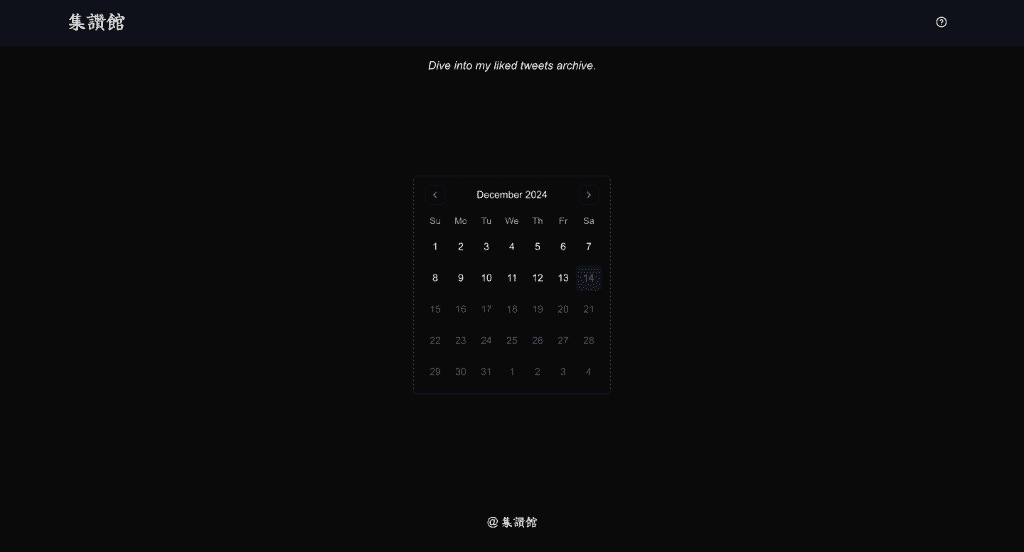 集讚館
Dive into my liked tweets archive.
December 2024
Su Mo Tu We Th Fr Sa
1 2 3 4 5 6 7
8 9 10 11 12 13 14
15 16 17 18 19 20 21
22 23 24 25 26 27 28
29 30 31 1 2 3 4
@ 集讚館